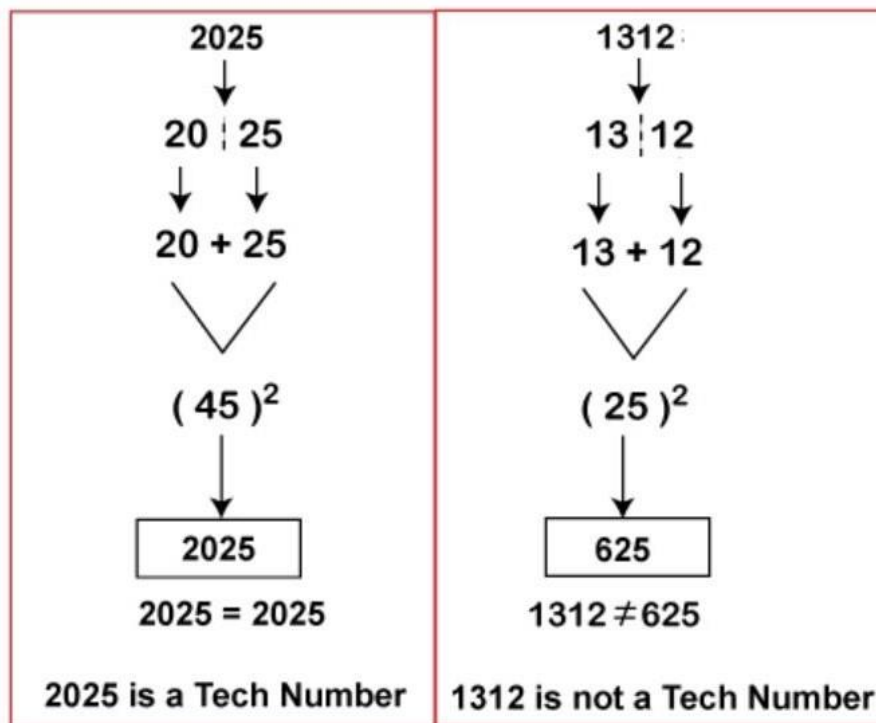 2025
20 25
20 + 25
( 45 )²
2025
2025 = 2025
2025 is a Tech Number
1312 :
13 12
13 + 12
( 25 )²
625
1312 ≠ 625
1312 is not a Tech Number